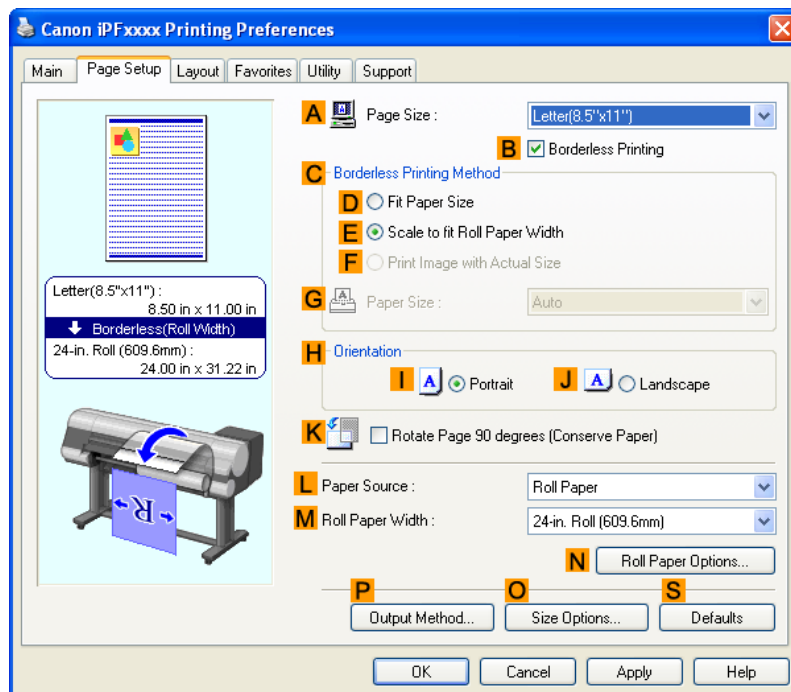 Canon iPFxxxx Printing Preferences
Main Page Setup Layout Favorites Utility Support
A Page Size : Letter(8.5"x11")
B Borderless Printing
C Borderless Printing Method
D Fit Paper Size
E Scale to fit Roll Paper Width
F Print Image with Actual Size
G A Paper Size : Auto
Letter(8.5"x11") :
8.50 in x 11.00 in
Borderless(Roll Width)
24-in. Roll (609.6mm) :
24.00 in x 31.22 in
H Orientation
I A Portrait J A Landscape
K Rotate Page 90 degrees (Conserve Paper)
R
L Paper Source : Roll Paper
M Roll Paper Width : 24-in. Roll (609.6mm)
N Roll Paper Options...
P O S
Output Method... Size Options... Defaults
OK Cancel Apply Help